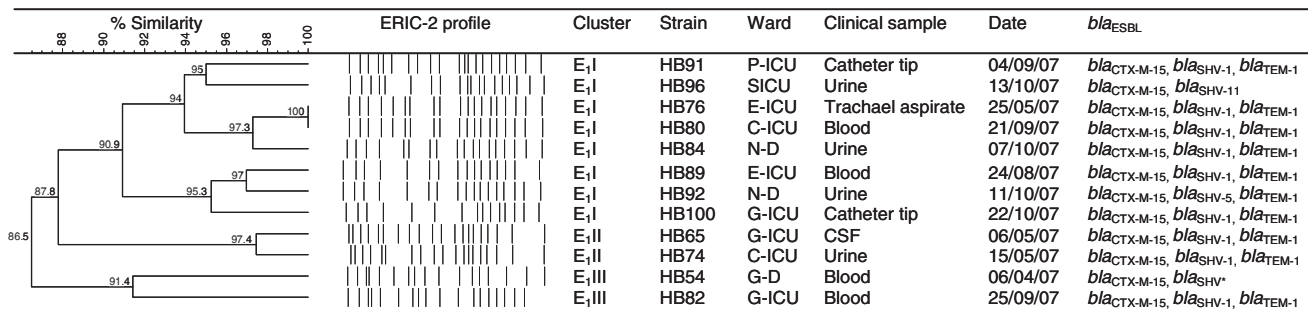 % Similarity ERIC-2 profile Cluster Strain Ward Clinical sample Date blaESBL
88 90 92 94 96 98 100
95 E1I HB91 P-ICU Catheter tip 04/09/07 blaCTX-M-15, blaSHV-1, blaTEM-1
E1I HB96 SICU Urine 13/10/07 blaCTX-M-15, blaSHV-11
94 100 E1I HB76 E-ICU Trachael aspirate 25/05/07 blaCTX-M-15, blaSHV-1, blaTEM-1
97.3 E1I HB80 C-ICU Blood 21/09/07 blaCTX-M-15, blaSHV-1, blaTEM-1
90.9 E1I HB84 N-D Urine 07/10/07 blaCTX-M-15, blaSHV-1, blaTEM-1
97 E1I HB89 E-ICU Blood 24/08/07 blaCTX-M-15, blaSHV-1, blaTEM-1
87.8 95.3 E1I HB92 N-D Urine 11/10/07 blaCTX-M-15, blaSHV-5, blaTEM-1
E1I HB100 G-ICU Catheter tip 22/10/07 blaCTX-M-15, blaSHV-1, blaTEM-1
86.5 97.4 E1II HB65 G-ICU CSF 06/05/07 blaCTX-M-15, blaSHV-1, blaTEM-1
E1II HB74 C-ICU Urine 15/05/07 blaCTX-M-15, blaSHV-1, blaTEM-1
91.4 E1III HB54 G-D Blood 06/04/07 blaCTX-M-15, blaSHV*
E1III HB82 G-ICU Blood 25/09/07 blaCTX-M-15, blaSHV-1, blaTEM-1